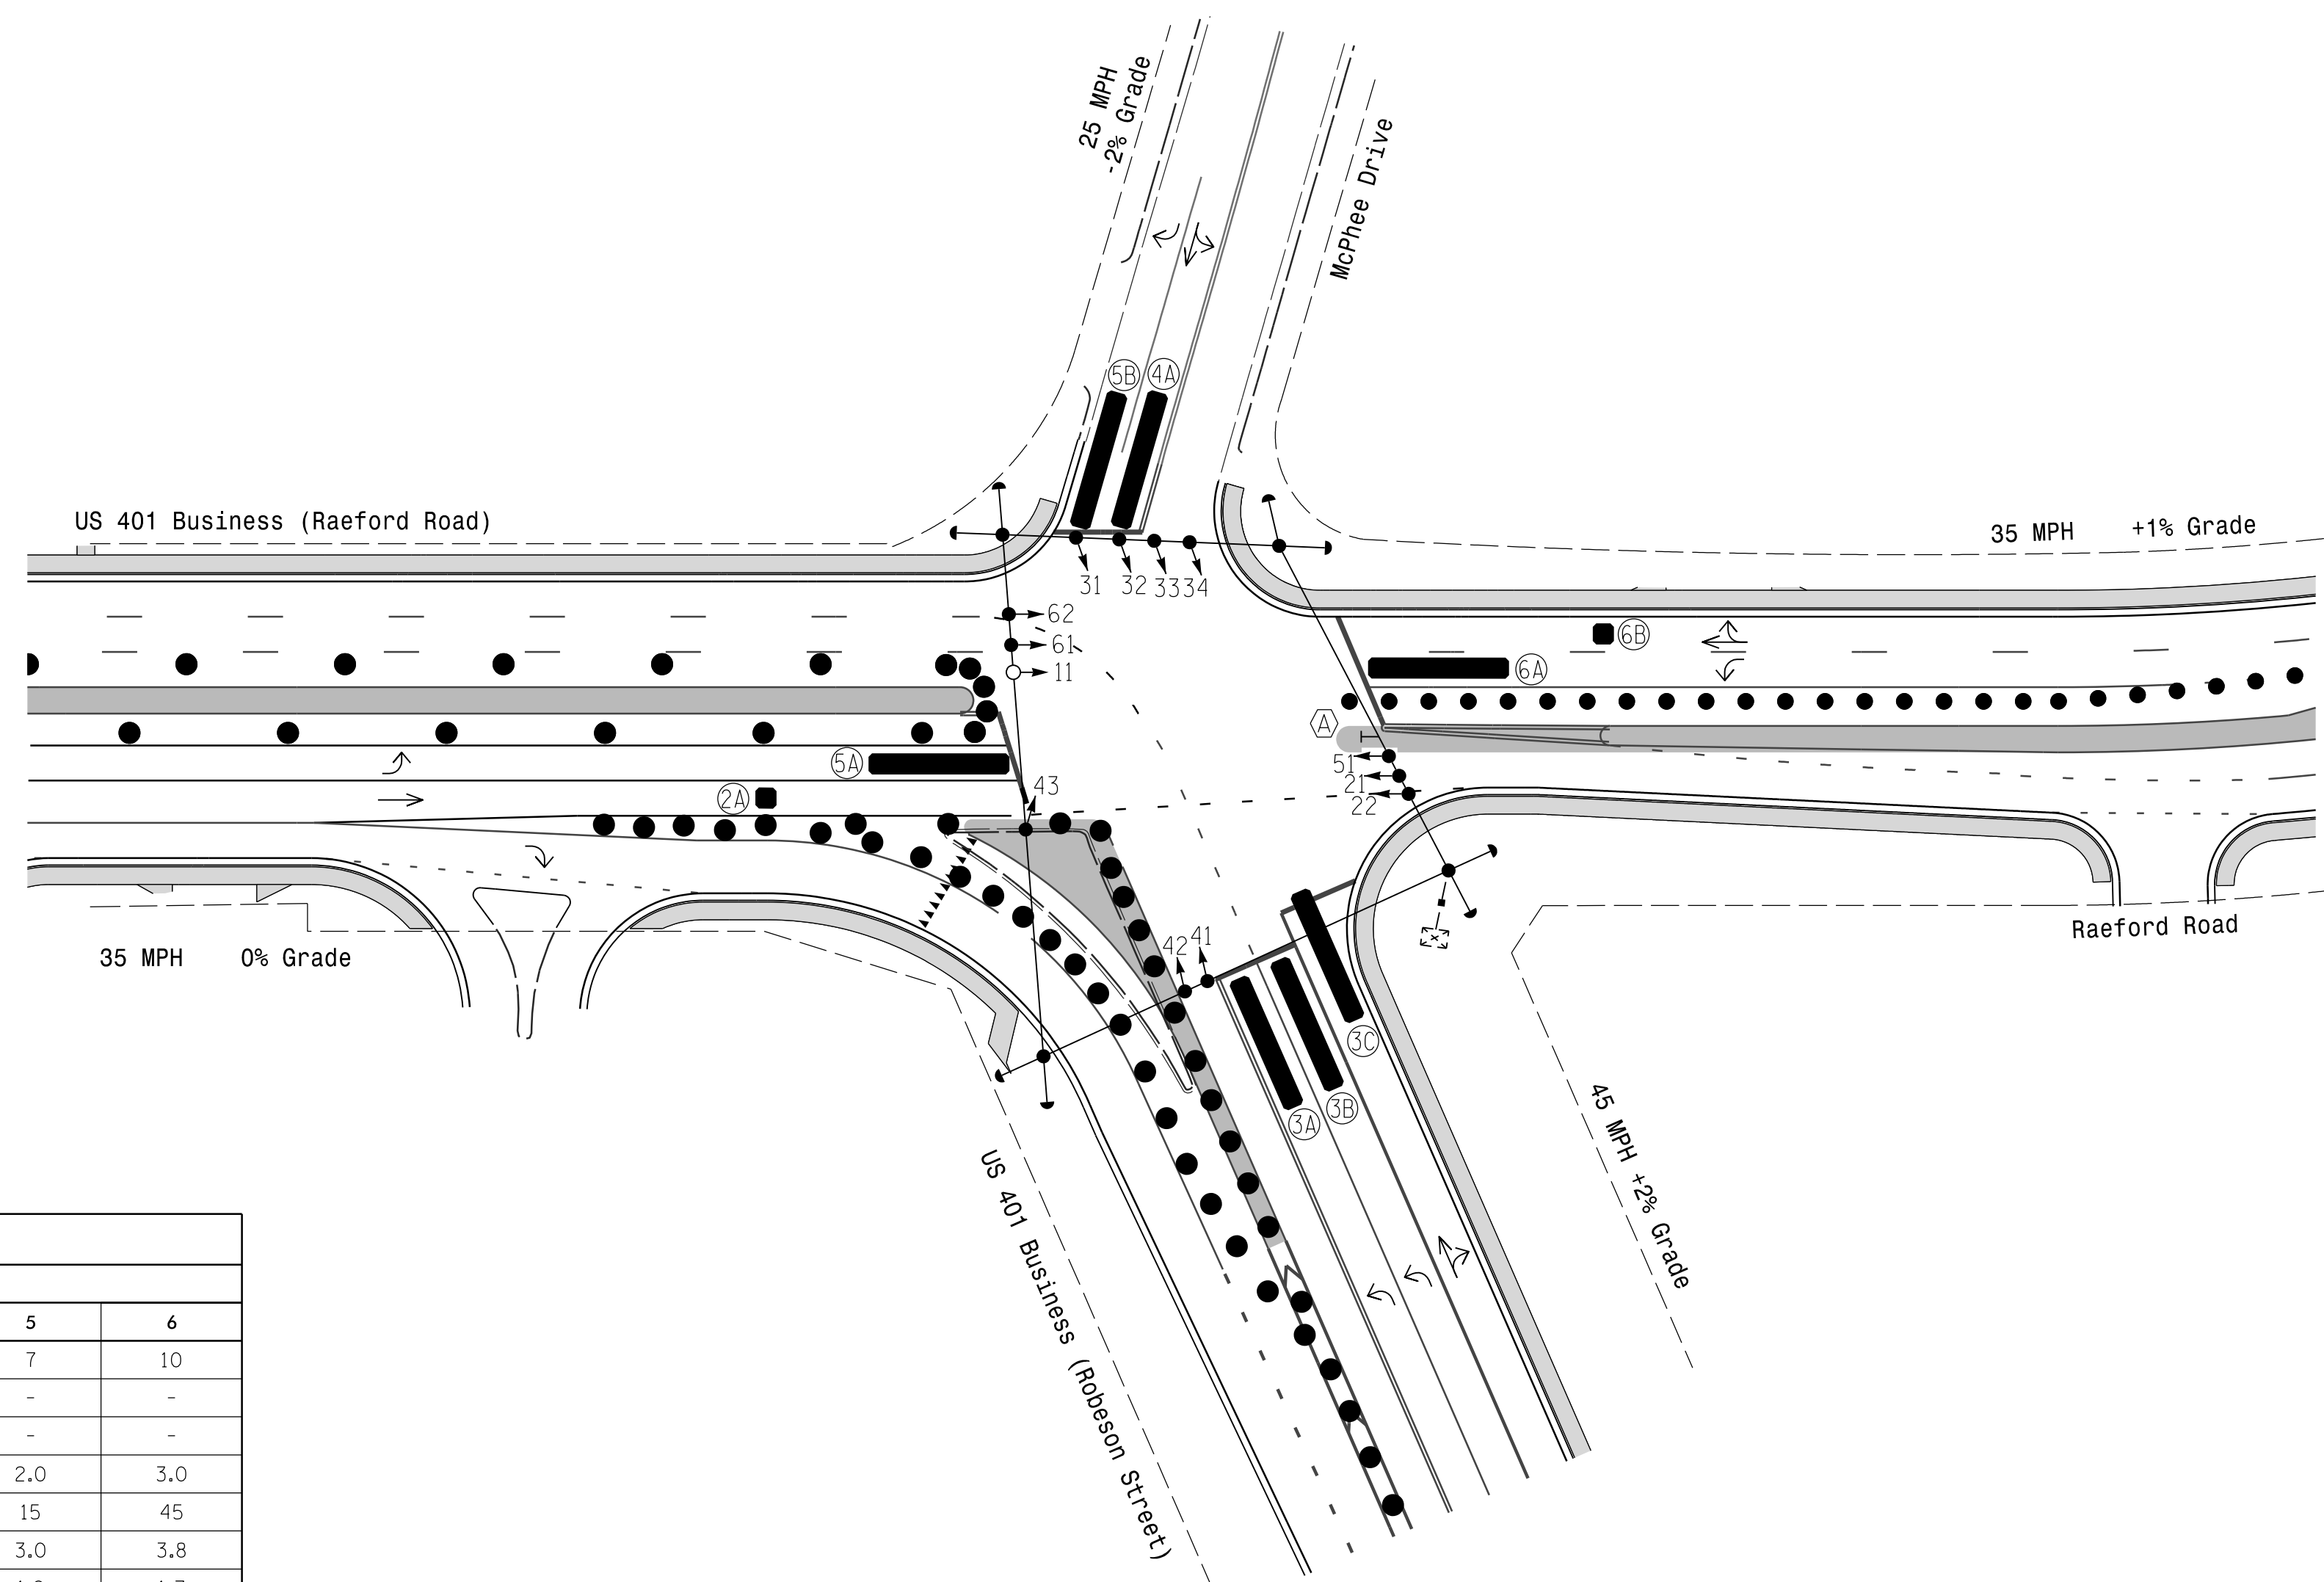 25 MPH
-2% Grade
McPhee Drive
5B 4A
US 401 Business (Raeford Road)
35 MPH +1% Grade
31 32 33 34
62
61
11
6B
6A
A
51
21
22
5A
2A
43
42 41
3C
3B
3A
35 MPH 0% Grade
Raeford Road
45 MPH +2% Grade
US 401 Business (Robeson Street)
5 6
7 10
- -
- -
2.0 3.0
15 45
3.0 3.8